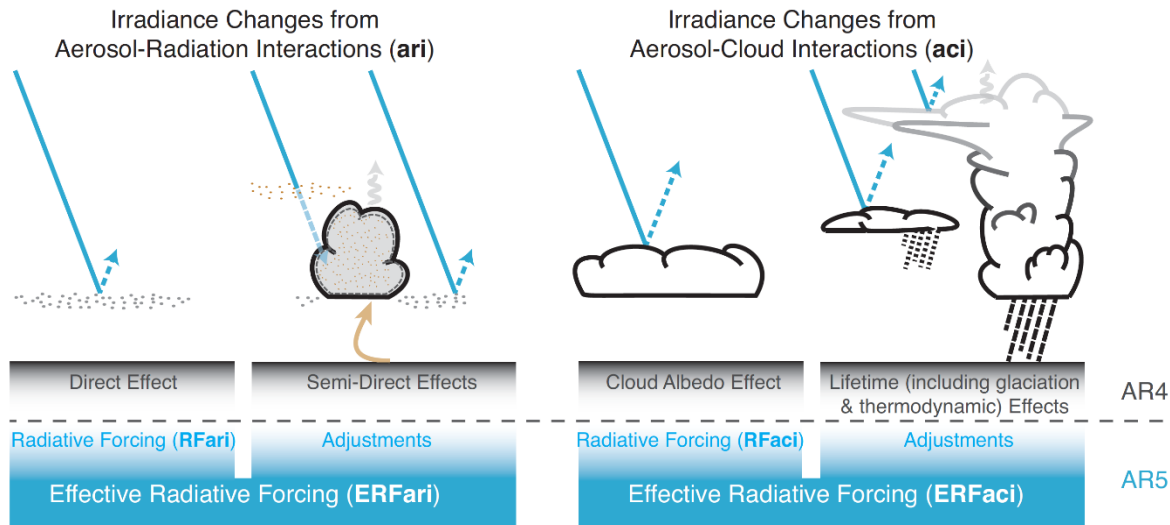 Irradiance Changes from
Aerosol-Radiation Interactions (ari)
Irradiance Changes from
Aerosol-Cloud Interactions (aci)
Direct Effect
Semi-Direct Effects
Cloud Albedo Effect
Lifetime (including glaciation
& thermodynamic) Effects
AR4
Radiative Forcing (RFari)
Adjustments
Radiative Forcing (RFaci)
Adjustments
AR5
Effective Radiative Forcing (ERFari)
Effective Radiative Forcing (ERFaci)